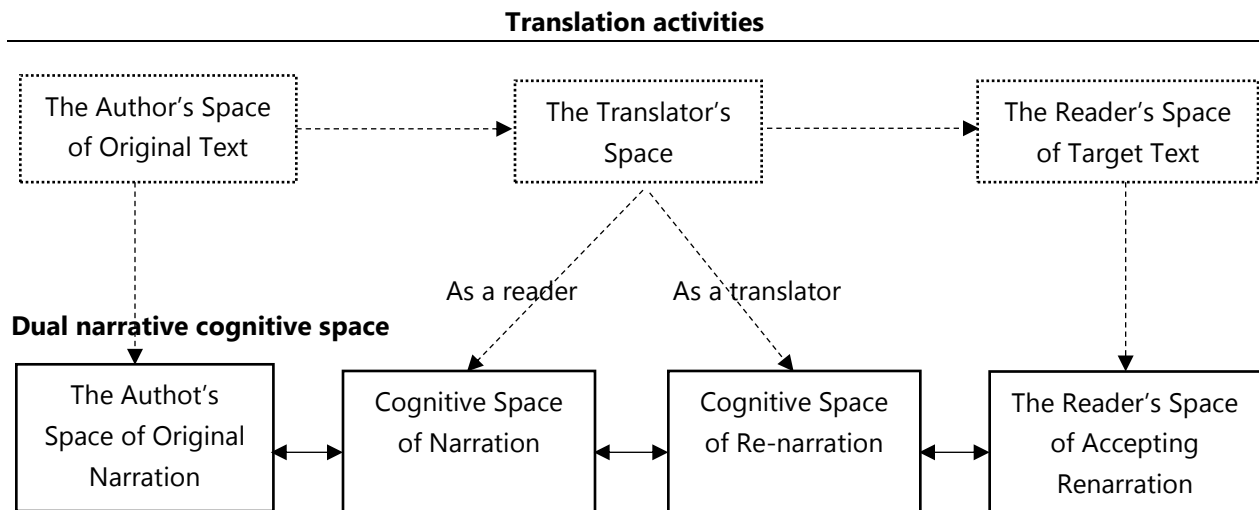 Translation activities
The Author's Space
of Original Text
The Translator's
Space
The Reader's Space
of Target Text
As a reader
As a translator
Dual narrative cognitive space
The Authot's
Space of Original
Narration
Cognitive Space
of Narration
Cognitive Space
of Re-narration
The Reader's Space
of Accepting
Renarration